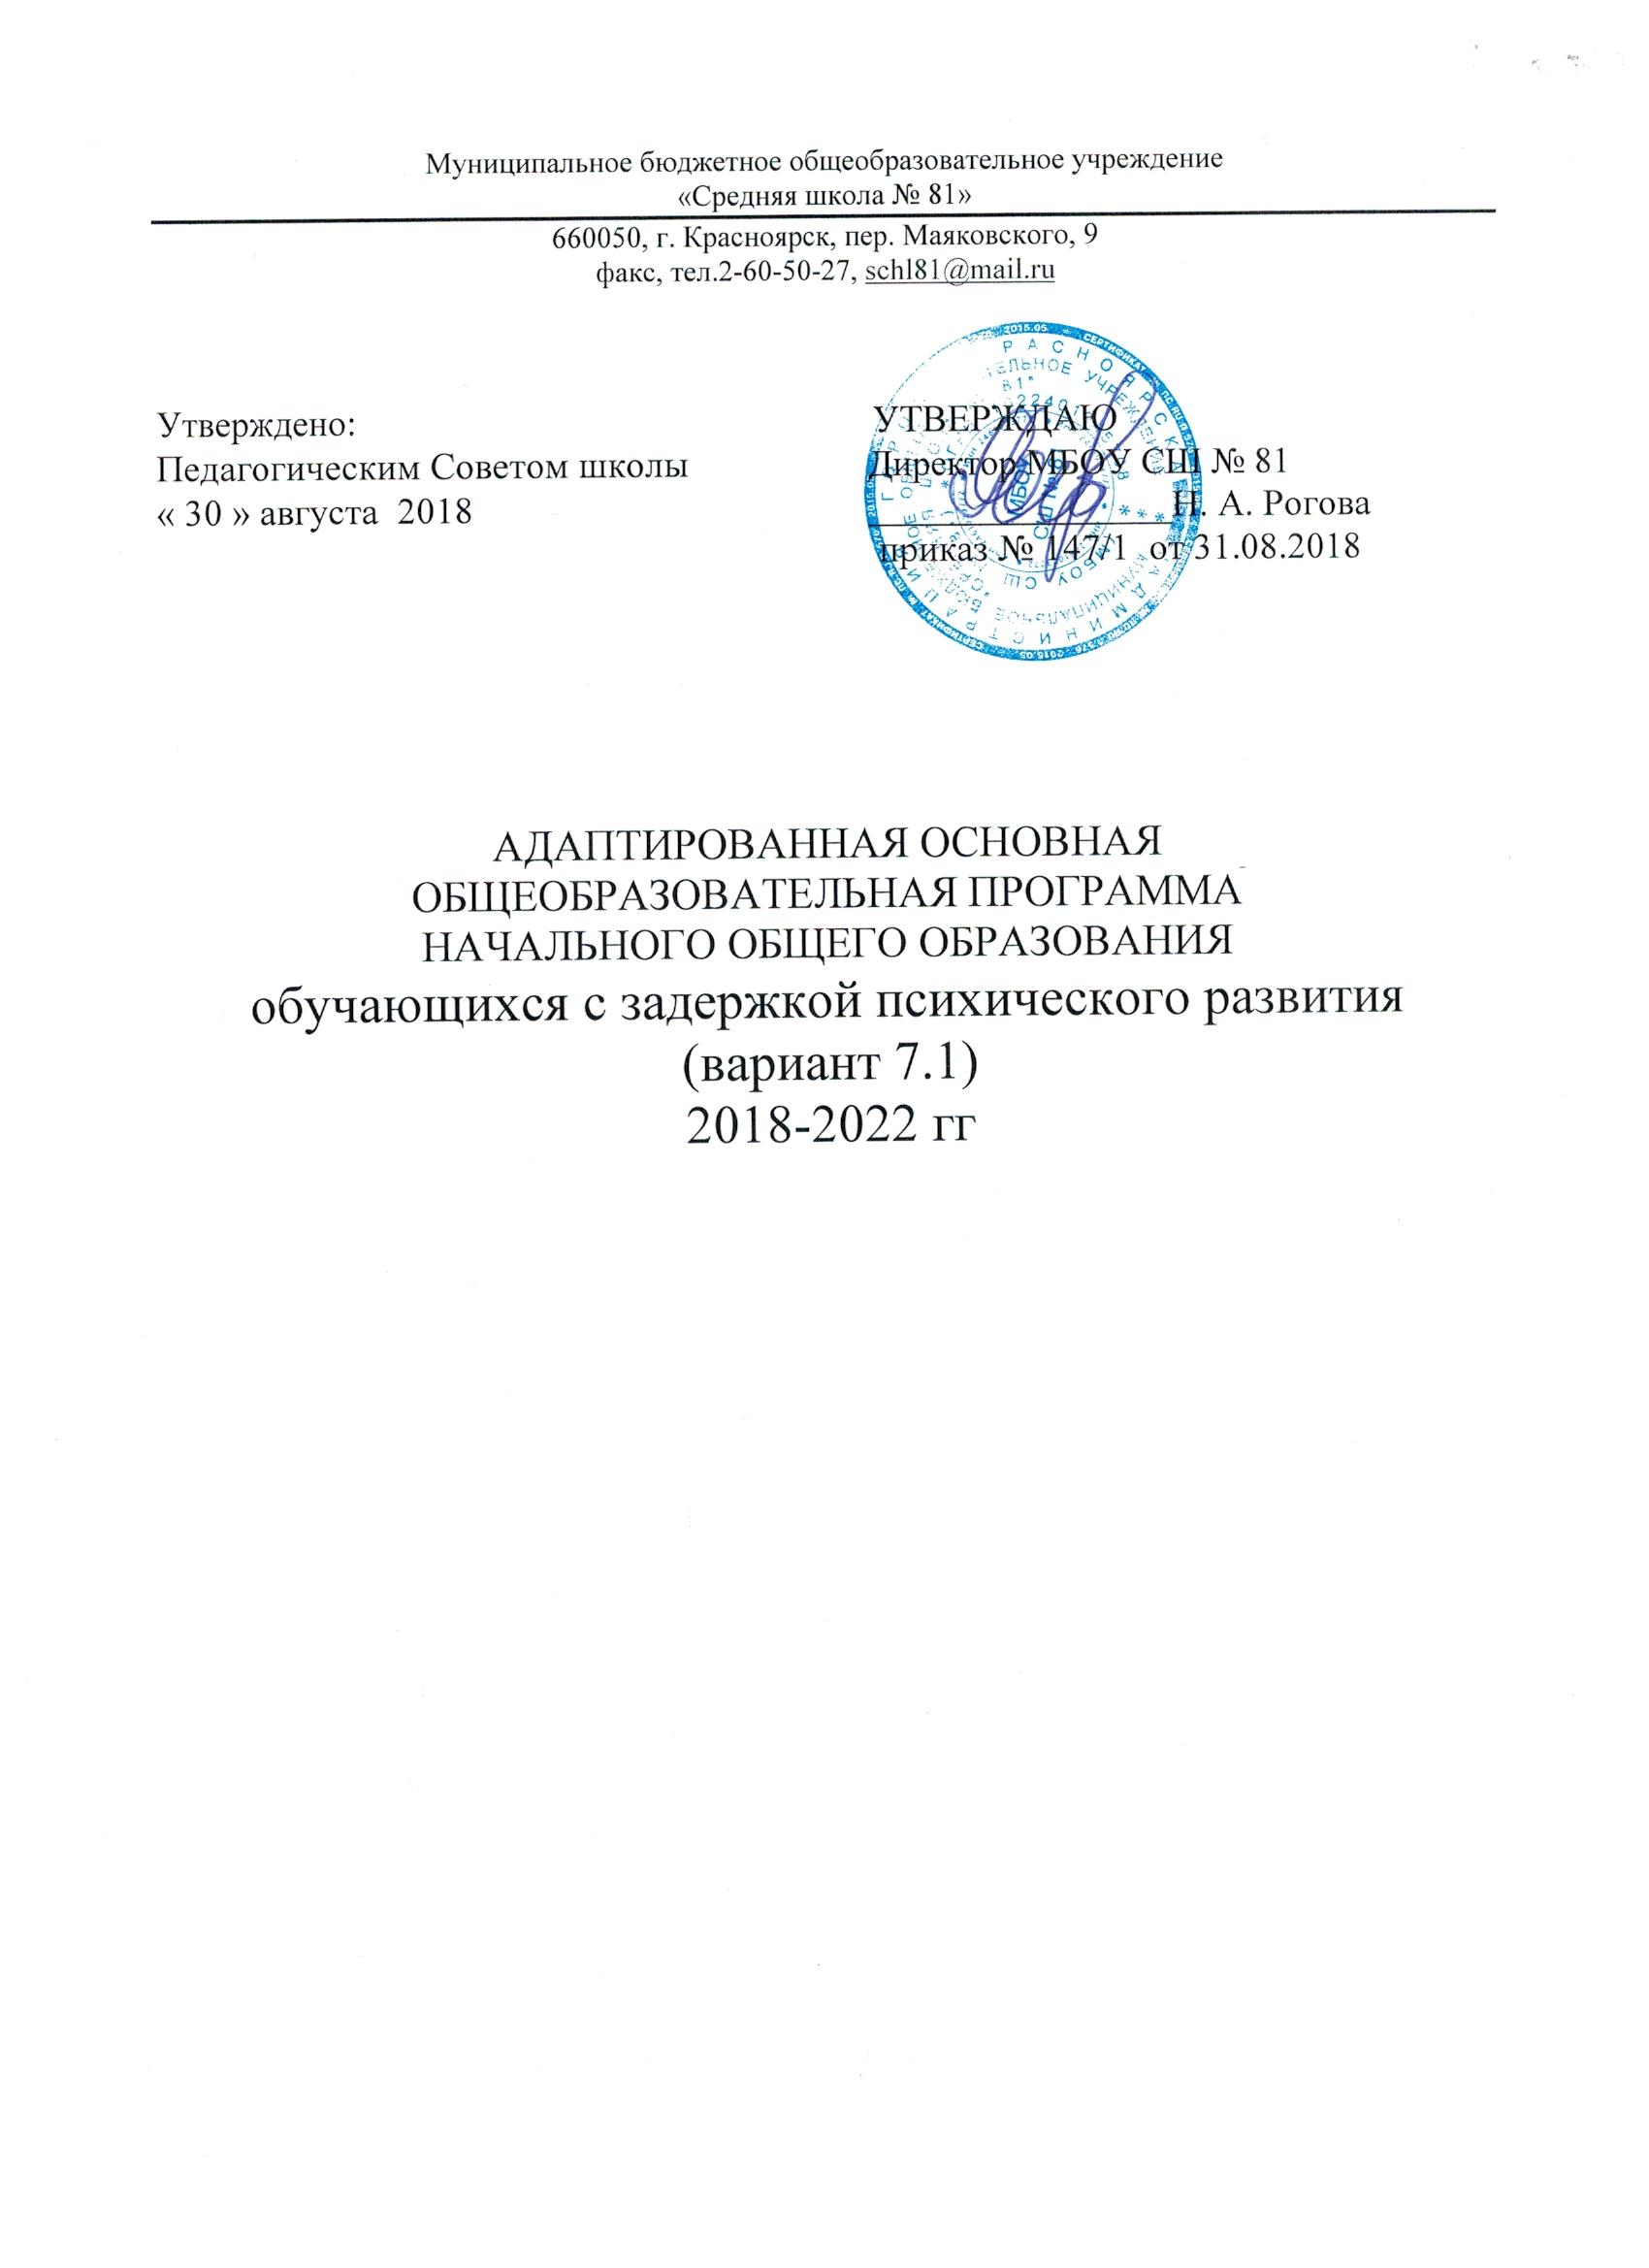 Муниципальное бюджетное общеобразовательное учреждение
«Средняя школа № 81»
660050, г. Красноярск, пер. Маяковского, 9
факс, тел.2-60-50-27, schl81@mail.ru
Утверждено:
Педагогическим Советом школы
« 30 » августа 2018
УТВЕРЖДАЮ
Директор МБОУ СШ № 81
Н. А. Рогова
приказ № 147/1 от 31.08.2018
АДАПТИРОВАННАЯ ОСНОВНАЯ
ОБЩЕОБРАЗОВАТЕЛЬНАЯ ПРОГРАММА
НАЧАЛЬНОГО ОБЩЕГО ОБРАЗОВАНИЯ
обучающихся с задержкой психического развития
(вариант 7.1)
2018-2022 гг